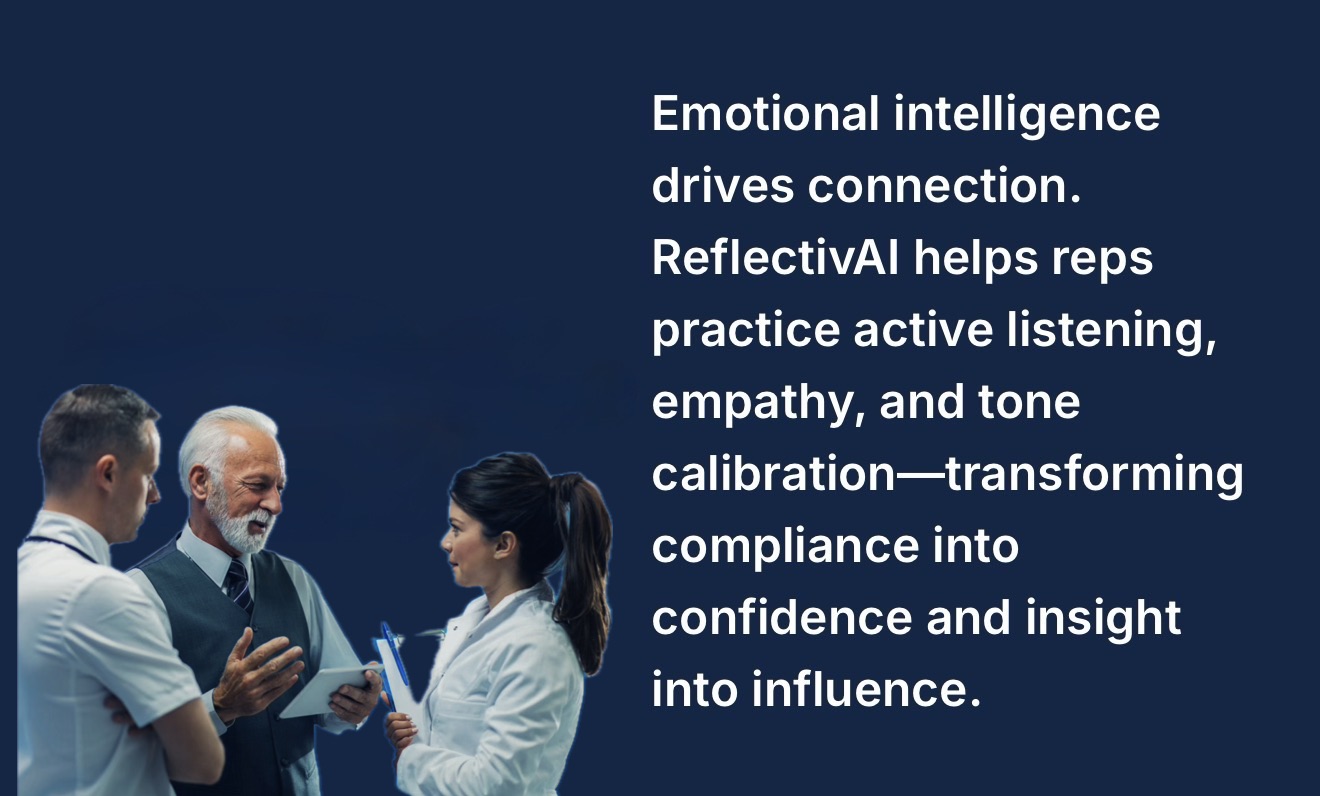 Emotional intelligence
drives connection.
ReflectivAI helps reps
practice active listening,
empathy, and tone
calibration—transforming
compliance into
confidence and insight
into influence.